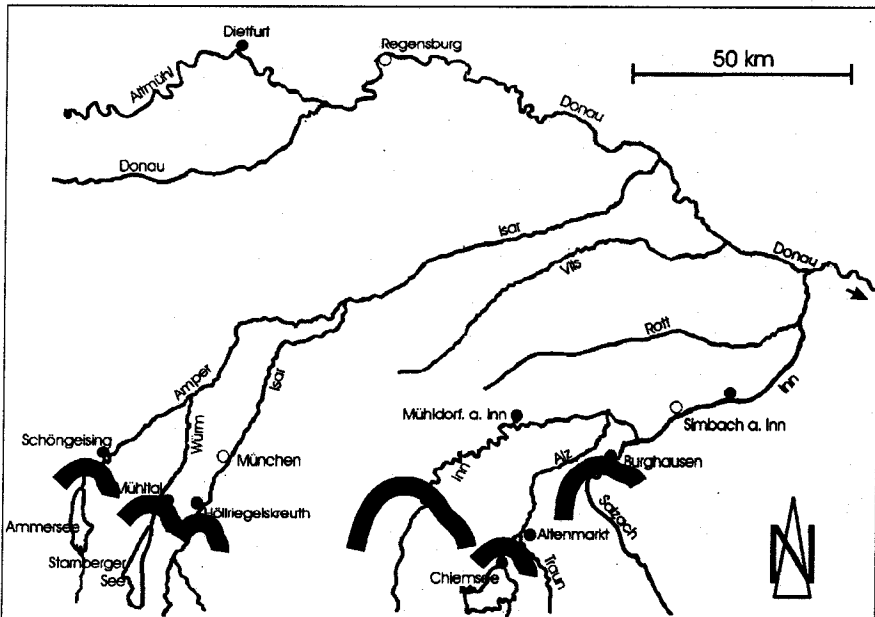 Dietfurt
Regensburg
50 km
Altmühl
Donau
Donau
Isar
Vils
Donau
Rott
Inn
Amper
Isar
Würm
Mühldorf. a. Inn
Simbach a. Inn
Schöngeising
München
Inn
Alz
Burghausen
Mühltal
Höllriegelskreuth
Salzach
Ammersee
Altenmarkt
Starnberger
See
Chiemsee
Traun
N